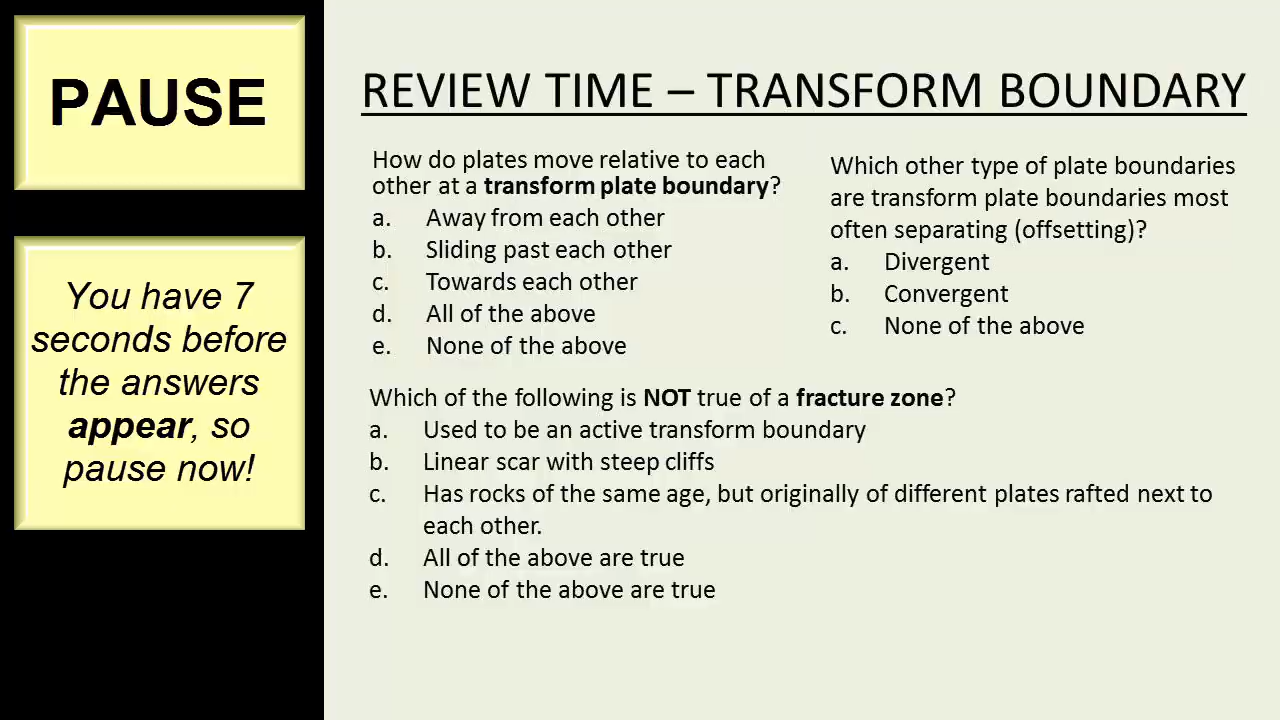 PAUSE
You have 7
seconds before
the answers
appear, so
pause now!
REVIEW TIME – TRANSFORM BOUNDARY
How do plates move relative to each
other at a transform plate boundary?
a. Away from each other
b. Sliding past each other
c. Towards each other
d. All of the above
e. None of the above
Which other type of plate boundaries
are transform plate boundaries most
often separating (offsetting)?
a. Divergent
b. Convergent
c. None of the above
Which of the following is NOT true of a fracture zone?
a. Used to be an active transform boundary
b. Linear scar with steep cliffs
c. Has rocks of the same age, but originally of different plates rafted next to
each other.
d. All of the above are true
e. None of the above are true